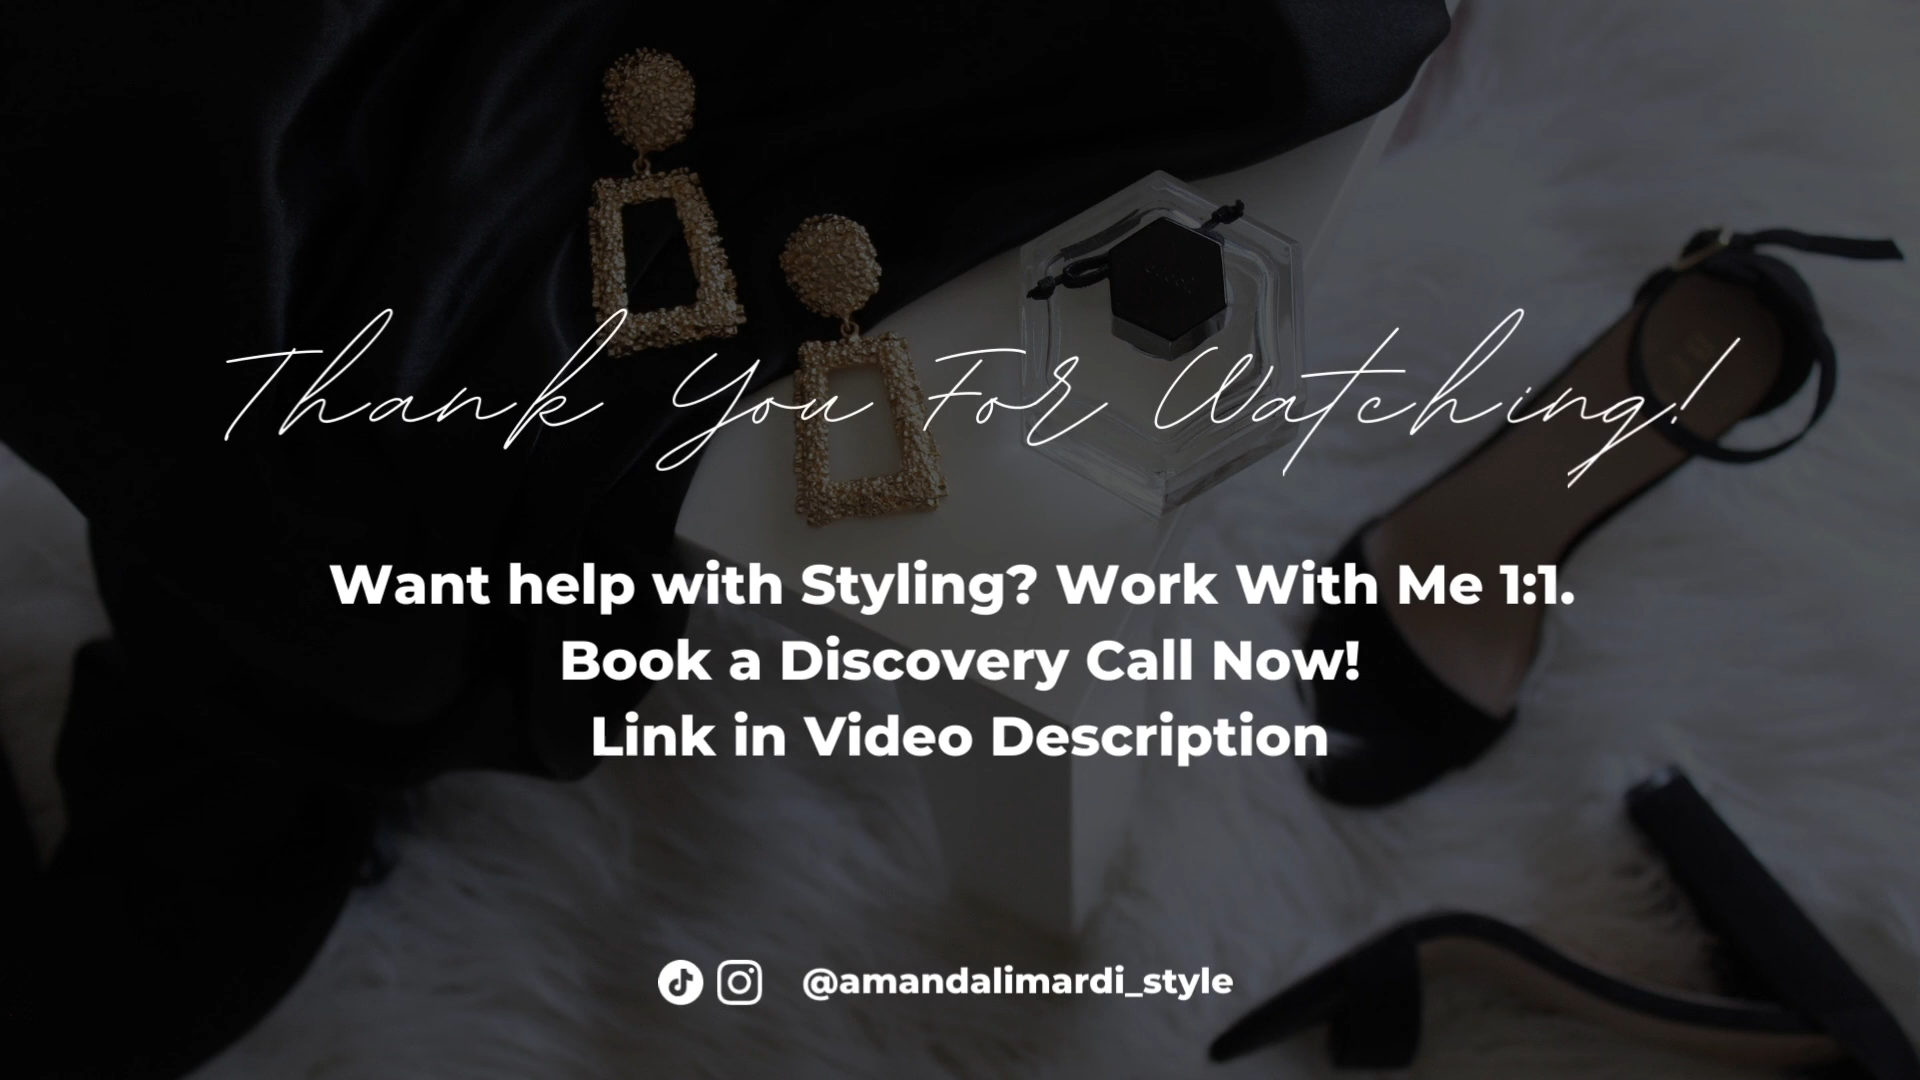 Thank You For Watching!
Want help with Styling? Work With Me 1:1.
Book a Discovery Call Now!
Link in Video Description
@amandalimardi_style